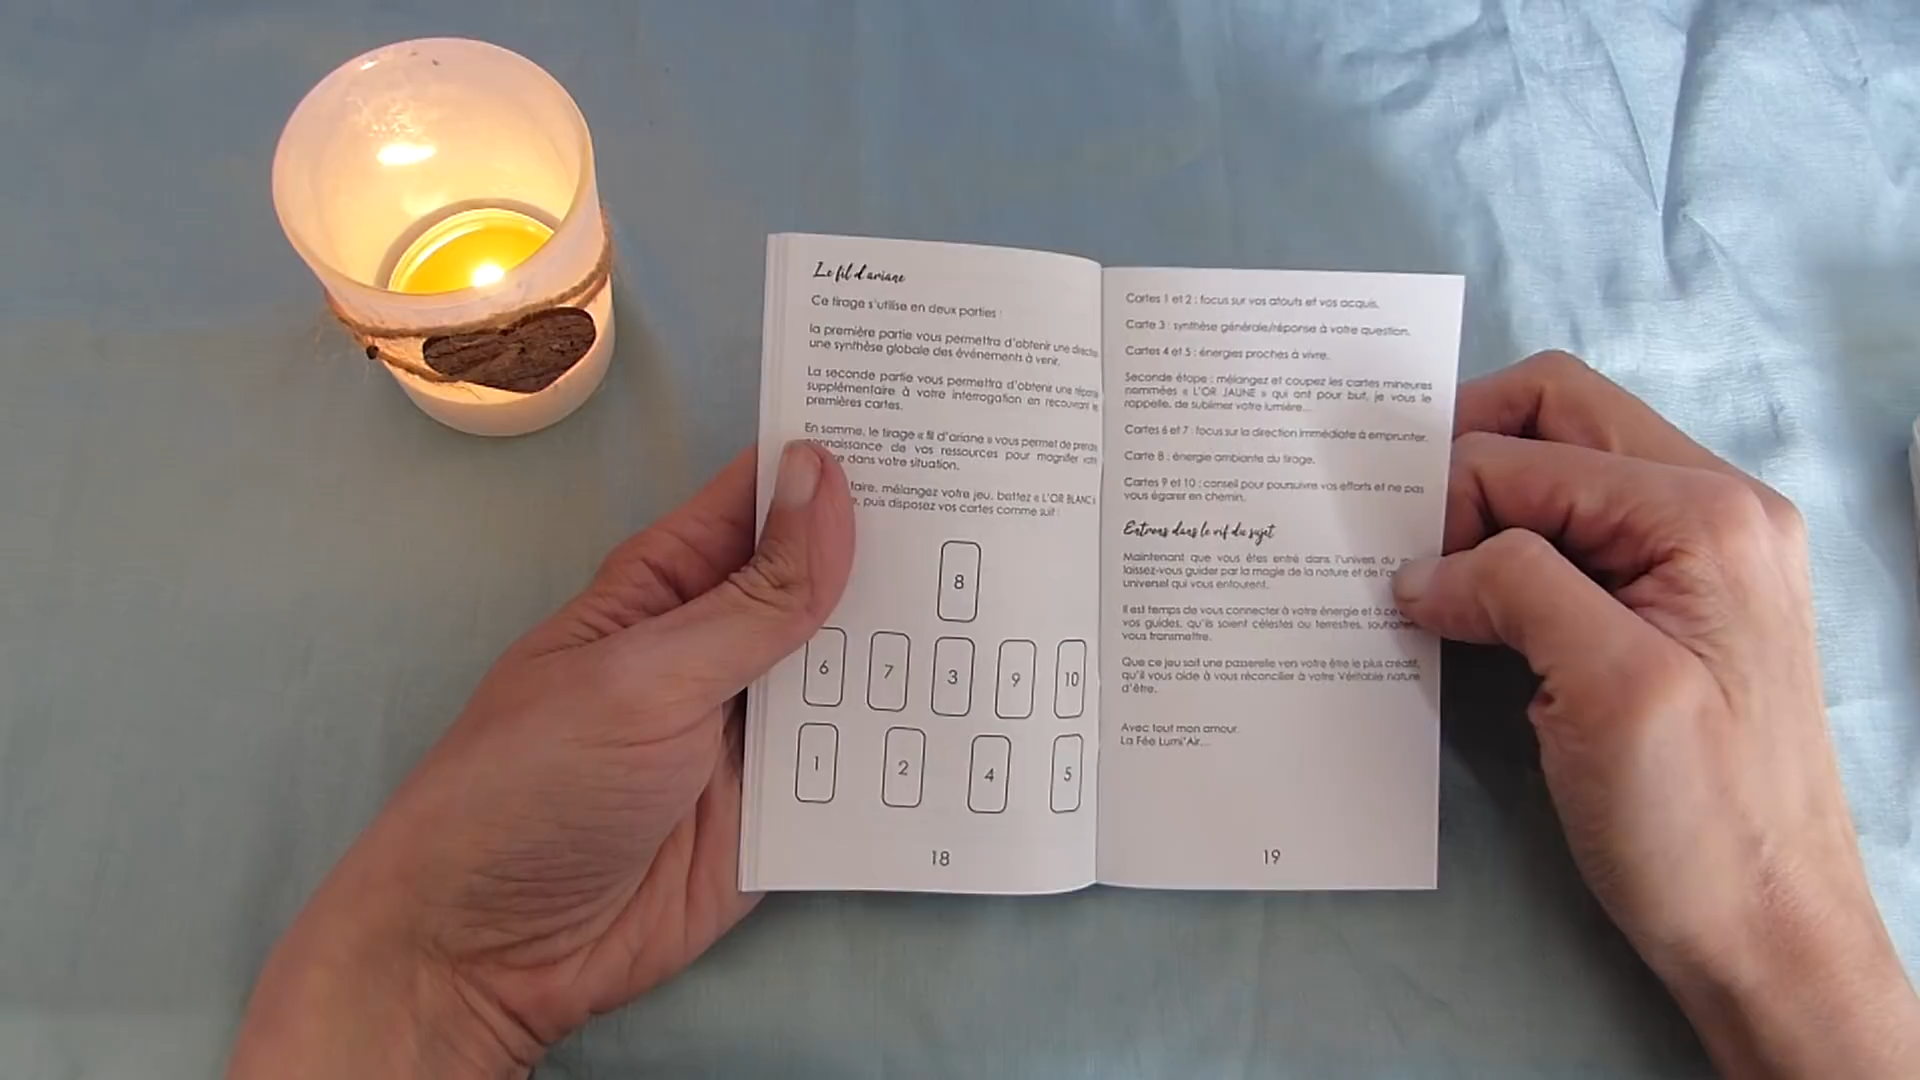 Le fil d'ariane
Ce tirage s'utilise en deux parties :
la première partie vous permettra d'obtenir une
une synthèse globale des événements à venir.
La seconde partie vous permettra d'obtenir une
supplémentaire à votre interrogation en recouvrant
premières cartes.
En somme, le tirage « fil d'ariane » vous permet de
connaissance de vos ressources pour magnifier
dans votre situation.
faire, mélangez votre jeu, battez « L'OR BLANC »
puis disposez vos cartes comme suit :
8
6 7 3 9 10
1 2 4 5
18
Cartes 1 et 2 : focus sur vos atouts et vos acquis.
Carte 3 : synthèse générale/réponse à votre question.
Cartes 4 et 5 : énergies proches à vivre.
Seconde étape : mélangez et coupez les cartes mineures
nommées « L'OR JAUNE » qui ont pour but, je vous le
rappelle, de sublimer votre lumière...
Cartes 6 et 7 : focus sur la direction immédiate à emprunter.
Carte 8 : énergie ambiante du tirage.
Cartes 9 et 10 : conseil pour poursuivre vos efforts et ne pas
vous égarer en chemin.
Entrons dans le vif du sujet
Maintenant que vous êtes entré dans l'univers du
laissez-vous guider par la magie de la nature et de
universel qui vous entourent.
Il est temps de vous connecter à votre énergie et à ce
vos guides, qu'ils soient célestes ou terrestres,
vous transmettre.
Que ce jeu soit une passerelle vers votre être le plus créatif,
qu'il vous aide à vous réconcilier à votre Véritable nature
d'être.
Avec tout mon amour
La Fée Lumi'Air...
19